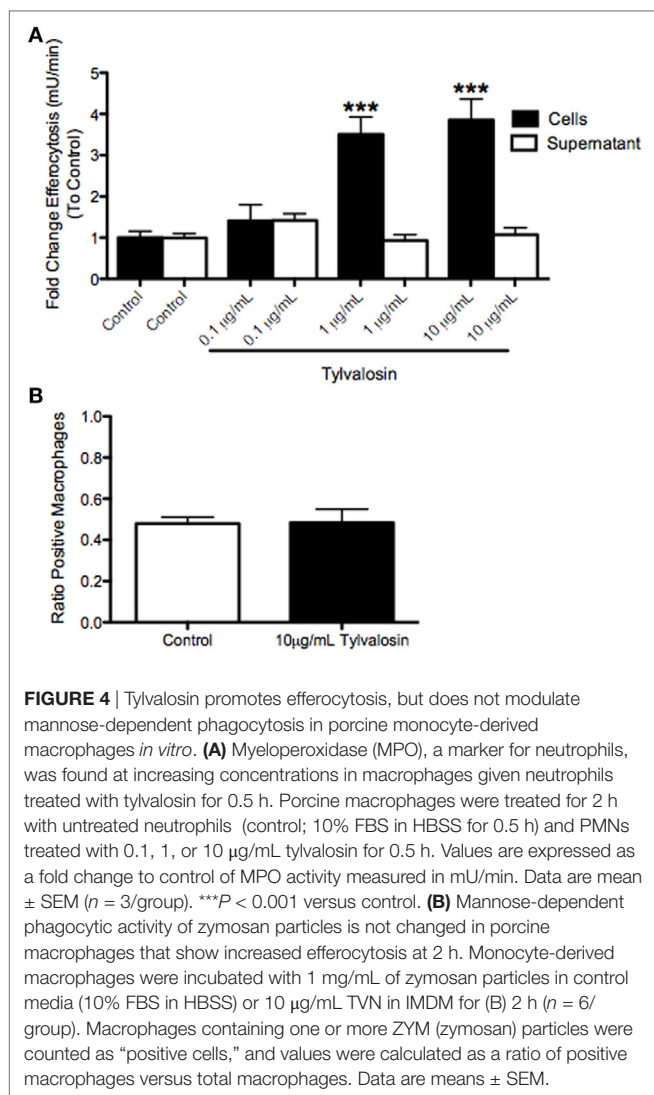 A
Fold Change Efferocytosis (mU/min)
(To Control)
5
4
3
2
1
0
***
***
Cells
Supernatant
Control
Control
0.1 µg/mL
0.1 µg/mL
1 µg/mL
1 µg/mL
10 µg/mL
10 µg/mL
Tylvalosin
B
Ratio Positive Macrophages
1.0
0.8
0.6
0.4
0.2
0.0
Control
10µg/mL Tylvalosin
FIGURE 4 | Tylvalosin promotes efferocytosis, but does not modulate
mannose-dependent phagocytosis in porcine monocyte-derived
macrophages in vitro. (A) Myeloperoxidase (MPO), a marker for neutrophils,
was found at increasing concentrations in macrophages given neutrophils
treated with tylvalosin for 0.5 h. Porcine macrophages were treated for 2 h
with untreated neutrophils (control; 10% FBS in HBSS for 0.5 h) and PMNs
treated with 0.1, 1, or 10 µg/mL tylvalosin for 0.5 h. Values are expressed as
a fold change to control of MPO activity measured in mU/min. Data are mean
± SEM (n = 3/group). ***P < 0.001 versus control. (B) Mannose-dependent
phagocytic activity of zymosan particles is not changed in porcine
macrophages that show increased efferocytosis at 2 h. Monocyte-derived
macrophages were incubated with 1 mg/mL of zymosan particles in control
media (10% FBS in HBSS) or 10 µg/mL TVN in IMDM for (B) 2 h (n = 6/
group). Macrophages containing one or more ZYM (zymosan) particles were
counted as “positive cells,” and values were calculated as a ratio of positive
macrophages versus total macrophages. Data are means ± SEM.